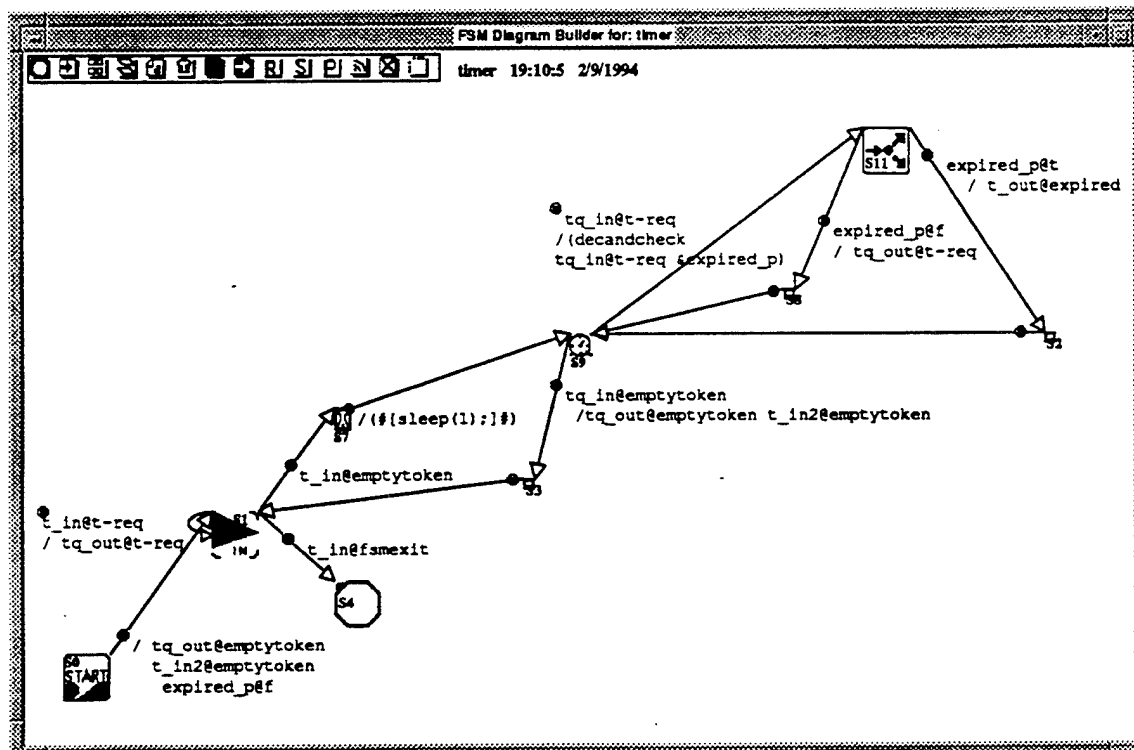 FSM Diagram Builder for: timer
R S P
timer 19:10:5 2/9/1994
S11
expired_p@t
/ t_out@expired
tq_in@t-req
/(decandcheck
tq_in@t-req &expired_p)
expired_p@f
/ tq_out@t-req
S8
S2
S9
tq_in@emptytoken
/tq_out@emptytoken t_in2@emptytoken
/(#[sleep(1);]#)
S7
t_in@emptytoken
S3
t_in@t-req
/ tq_out@t-req
S1
IN
t_in@fsmexit
S4
/ tq_out@emptytoken
t_in2@emptytoken
expired_p@f
S0
START